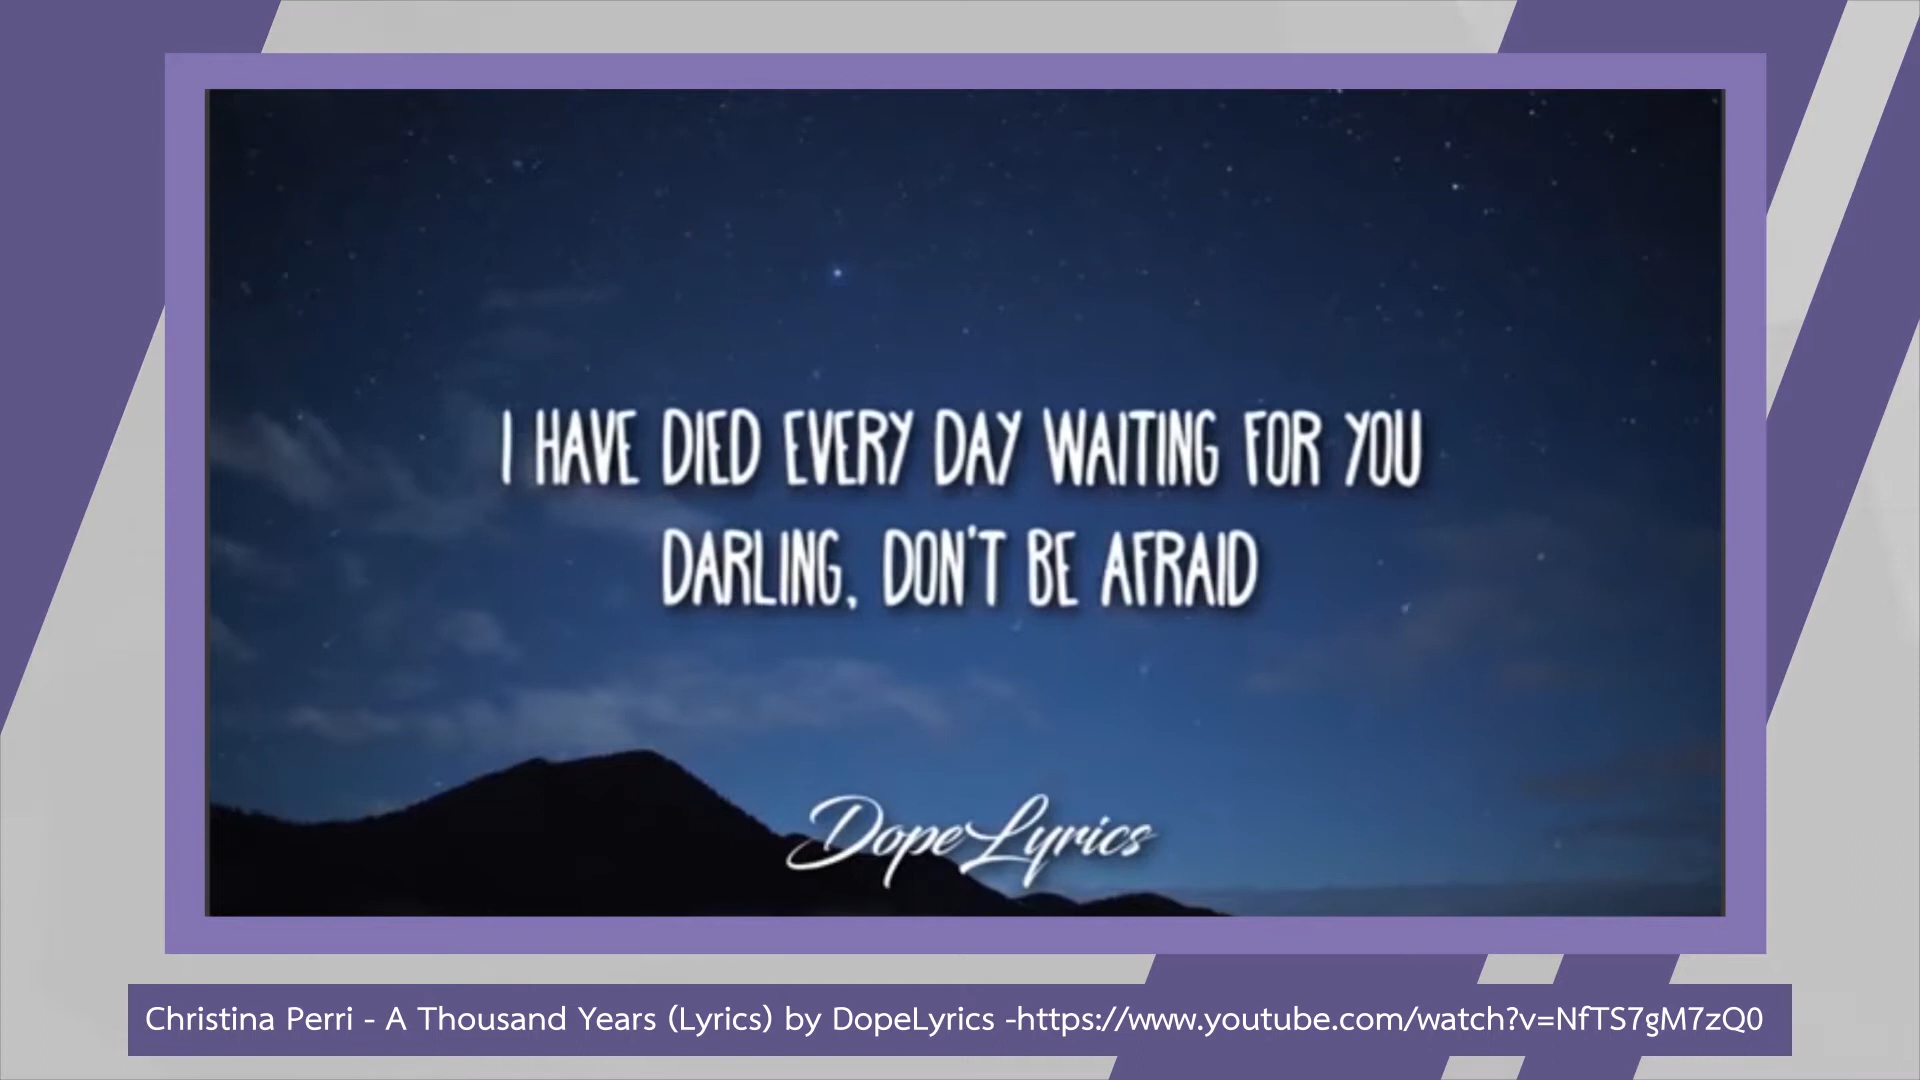 I HAVE DIED EVERY DAY WAITING FOR YOU
DARLING, DON'T BE AFRAID
DopeLyrics
Christina Perri - A Thousand Years (Lyrics) by DopeLyrics -https://www.youtube.com/watch?v=NfTS7gM7zQ0